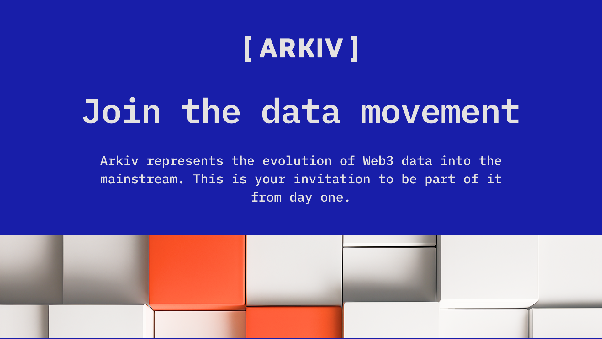 [ ARKIV ]
Join the data movement
Arkiv represents the evolution of Web3 data into the
mainstream. This is your invitation to be part of it
from day one.